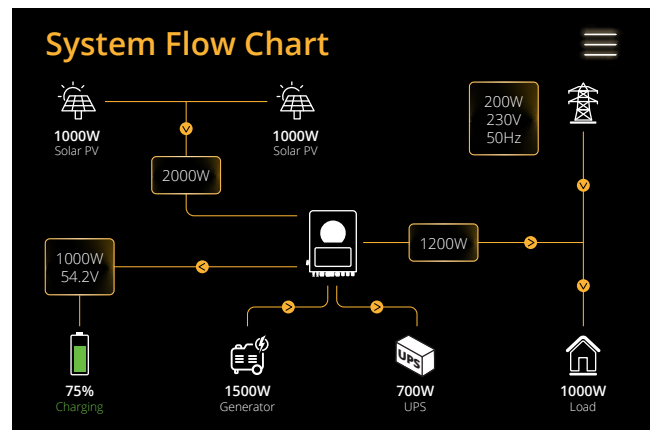 System Flow Chart
1000W
Solar PV
1000W
Solar PV
200W
230V
50Hz
2000W
1200W
1000W
54.2V
UPS
75%
Charging
1500W
Generator
700W
UPS
1000W
Load